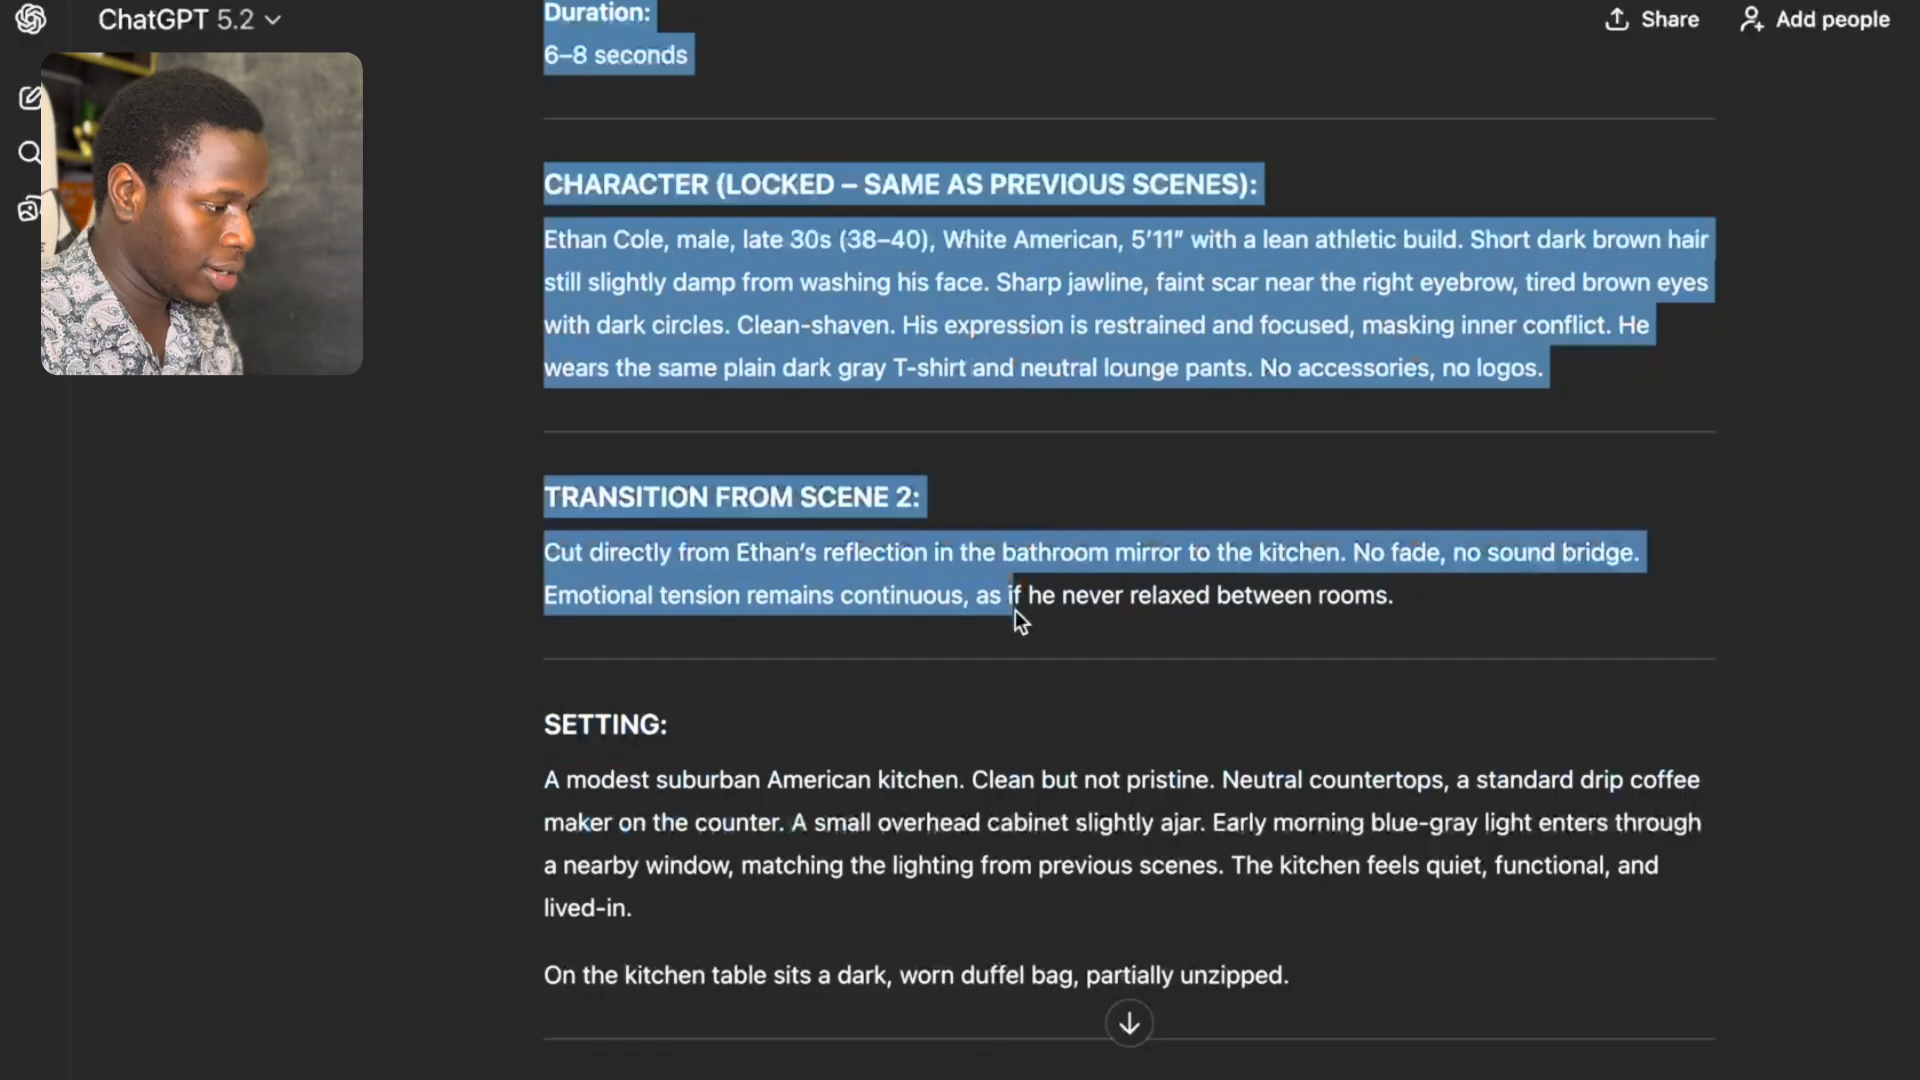 ChatGPT 5.2
Share
Add people
Duration:
6–8 seconds
CHARACTER (LOCKED – SAME AS PREVIOUS SCENES):
Ethan Cole, male, late 30s (38–40), White American, 5’11” with a lean athletic build. Short dark brown hair
still slightly damp from washing his face. Sharp jawline, faint scar near the right eyebrow, tired brown eyes
with dark circles. Clean-shaven. His expression is restrained and focused, masking inner conflict. He
wears the same plain dark gray T-shirt and neutral lounge pants. No accessories, no logos.
TRANSITION FROM SCENE 2:
Cut directly from Ethan’s reflection in the bathroom mirror to the kitchen. No fade, no sound bridge.
Emotional tension remains continuous, as if he never relaxed between rooms.
SETTING:
A modest suburban American kitchen. Clean but not pristine. Neutral countertops, a standard drip coffee
maker on the counter. A small overhead cabinet slightly ajar. Early morning blue-gray light enters through
a nearby window, matching the lighting from previous scenes. The kitchen feels quiet, functional, and
lived-in.
On the kitchen table sits a dark, worn duffel bag, partially unzipped.